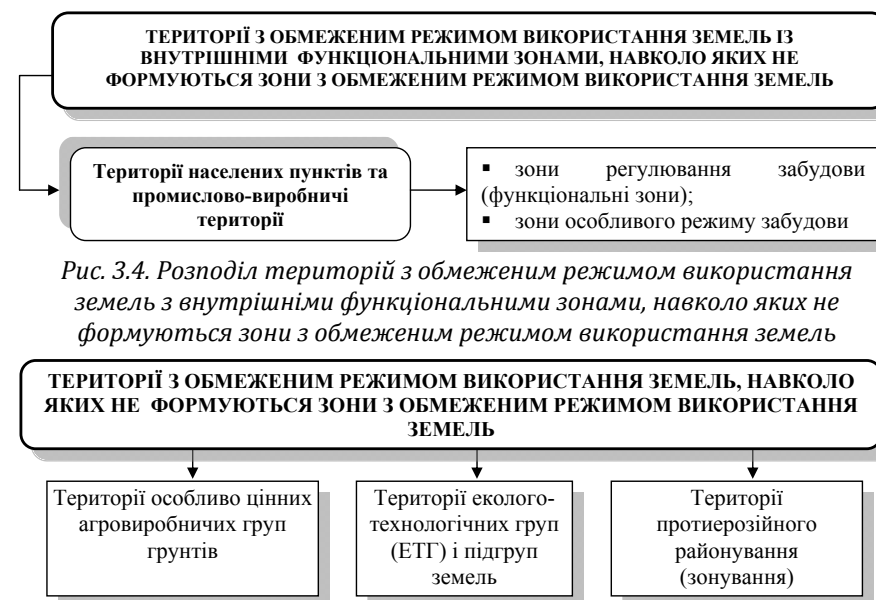 ТЕРИТОРІЇ З ОБМЕЖЕНИМ РЕЖИМОМ ВИКОРИСТАННЯ ЗЕМЕЛЬ ІЗ
ВНУТРІШНІМИ ФУНКЦІОНАЛЬНИМИ ЗОНАМИ, НАВКОЛО ЯКИХ НЕ
ФОРМУЮТЬСЯ ЗОНИ З ОБМЕЖЕНИМ РЕЖИМОМ ВИКОРИСТАННЯ ЗЕМЕЛЬ
Території населених пунктів та
промислово-виробничі
території
▪ зони регулювання забудови
(функціональні зони);
▪ зони особливого режиму забудови
Рис. 3.4. Розподіл територій з обмеженим режимом використання
земель з внутрішніми функціональними зонами, навколо яких не
формуються зони з обмеженим режимом використання земель
ТЕРИТОРІЇ З ОБМЕЖЕНИМ РЕЖИМОМ ВИКОРИСТАННЯ ЗЕМЕЛЬ, НАВКОЛО
ЯКИХ НЕ ФОРМУЮТЬСЯ ЗОНИ З ОБМЕЖЕНИМ РЕЖИМОМ ВИКОРИСТАННЯ
ЗЕМЕЛЬ
Території особливо цінних
агровиробничих груп
грунтів
Території еколого-
технологічних груп
(ЕТГ) і підгруп
земель
Території
протиерозійного
районування
(зонування)